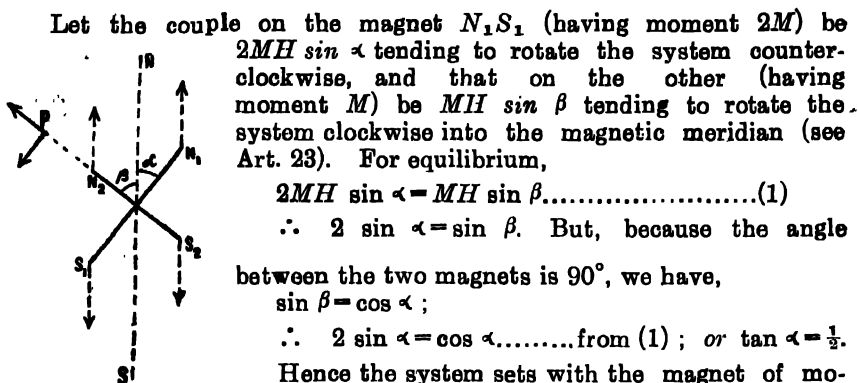 Let the couple on the magnet N₁S₁ (having moment 2M) be
2MH sin ∝ tending to rotate the system counter-
clockwise, and that on the other (having
moment M) be MH sin β tending to rotate the
system clockwise into the magnetic meridian (see
Art. 23). For equilibrium,
2MH sin ∝=MH sin β........................(1)
∴ 2 sin ∝=sin β. But, because the angle
between the two magnets is 90°, we have,
sin β=cos ∝ ;
∴ 2 sin ∝=cos ∝.........from (1) ; or tan ∝=½.
Hence the system sets with the magnet of mo-
P
N₂
β
∝
N₁
S₁
S₂
S